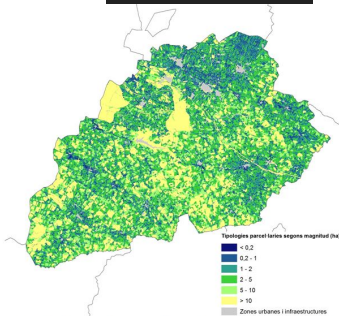 Tipologies parcel·laries segons magnitud (ha)
< 0,2
0,2 - 1
1 - 2
2 - 5
5 - 10
> 10
Zones urbanes i infraestructures